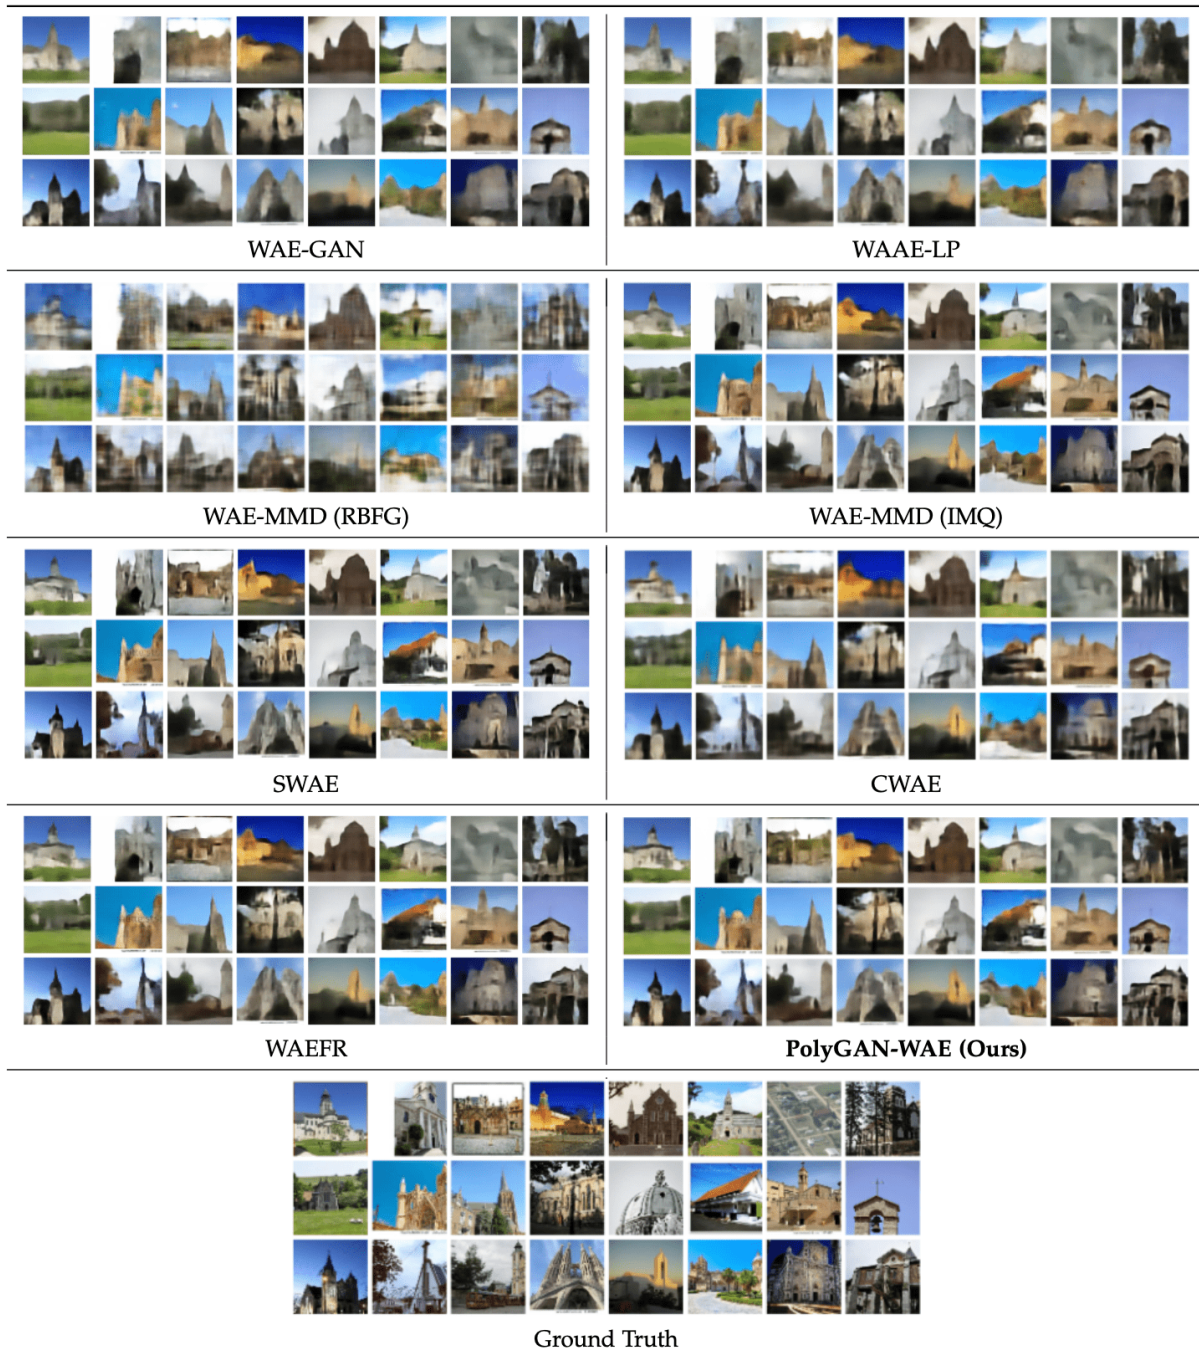 WAE-GAN
WAAE-LP
WAE-MMD (RBFG)
WAE-MMD (IMQ)
SWAE
CWAE
WAEFR
PolyGAN-WAE (Ours)
Ground Truth